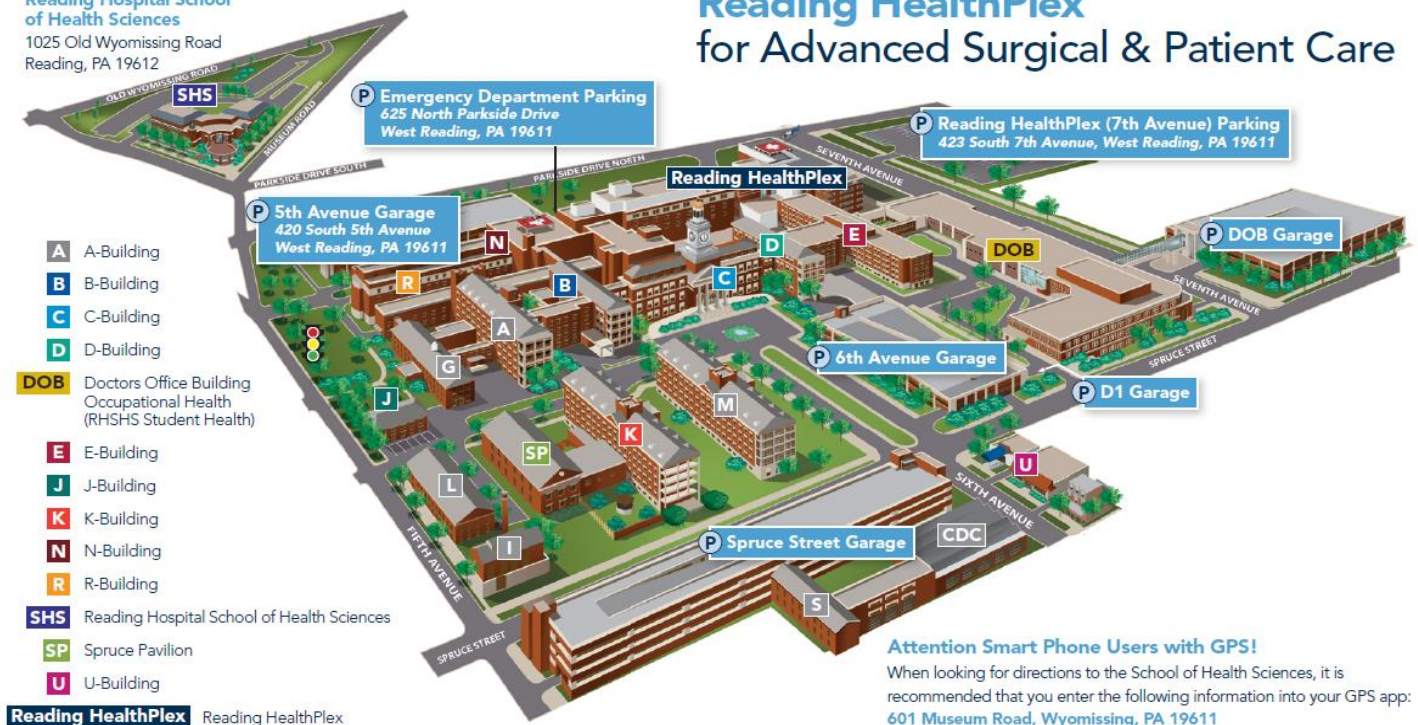 Reading Hospital School
of Health Sciences
1025 Old Wyomissing Road
Reading, PA 19612
Reading HealthPlex
for Advanced Surgical & Patient Care
OLD WYOMISSING ROAD
SHS
MUSEUM ROAD
P Emergency Department Parking
625 North Parkside Drive
West Reading, PA 19611
P Reading HealthPlex (7th Avenue) Parking
423 South 7th Avenue, West Reading, PA 19611
PARKSIDE DRIVE SOUTH
PARKSIDE DRIVE NORTH
SEVENTH AVENUE
Reading HealthPlex
P 5th Avenue Garage
420 South 5th Avenue
West Reading, PA 19611
N
D
E
DOB
P DOB Garage
R
B
C
SEVENTH AVENUE
A
G
P 6th Avenue Garage
SPRUCE STREET
P D1 Garage
J
M
K
SP
U
L
SIXTH AVENUE
I
P Spruce Street Garage
CDC
FIFTH AVENUE
S
SPRUCE STREET
A A-Building
B B-Building
C C-Building
D D-Building
DOB Doctors Office Building
Occupational Health
(RHSHS Student Health)
E E-Building
J J-Building
K K-Building
N N-Building
R R-Building
SHS Reading Hospital School of Health Sciences
SP Spruce Pavilion
U U-Building
Reading HealthPlex Reading HealthPlex
Attention Smart Phone Users with GPS!
When looking for directions to the School of Health Sciences, it is
recommended that you enter the following information into your GPS app:
601 Museum Road, Wyomissing, PA 19611